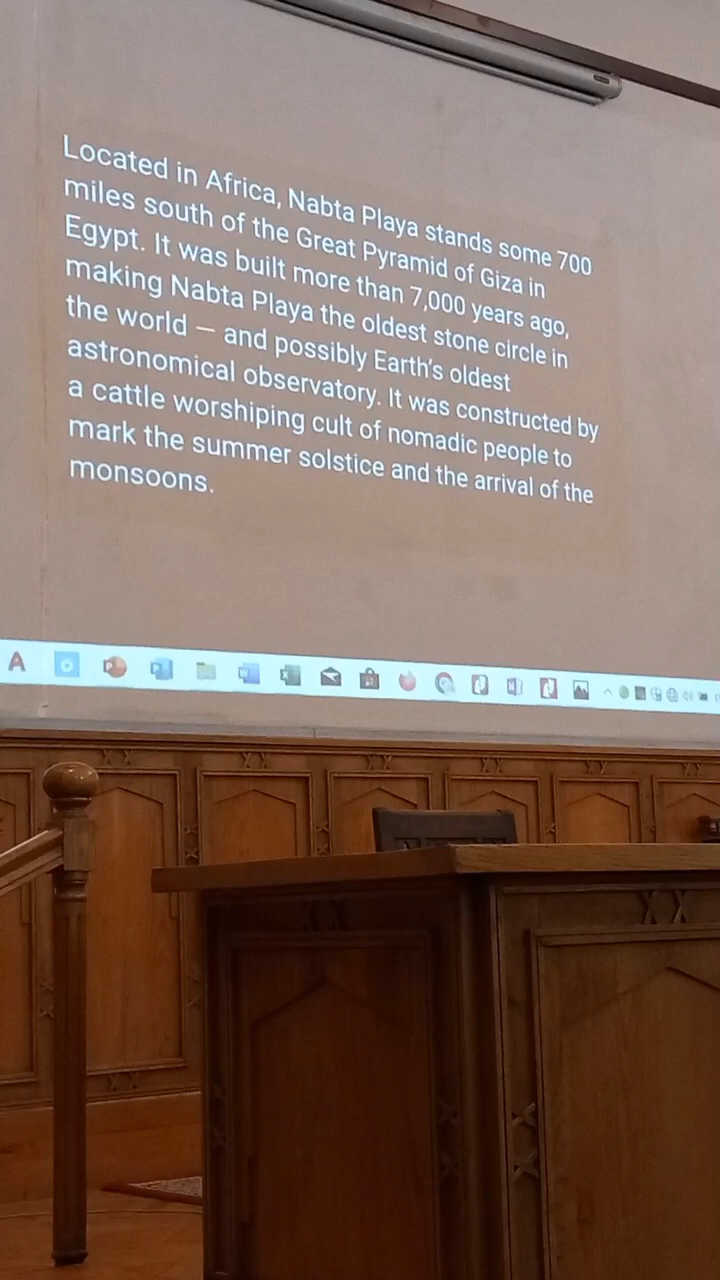 Located in Africa, Nabta Playa stands some 700
miles south of the Great Pyramid of Giza in
Egypt. It was built more than 7,000 years ago,
making Nabta Playa the oldest stone circle in
the world — and possibly Earth's oldest
astronomical observatory. It was constructed by
a cattle worshiping cult of nomadic people to
mark the summer solstice and the arrival of the
monsoons.